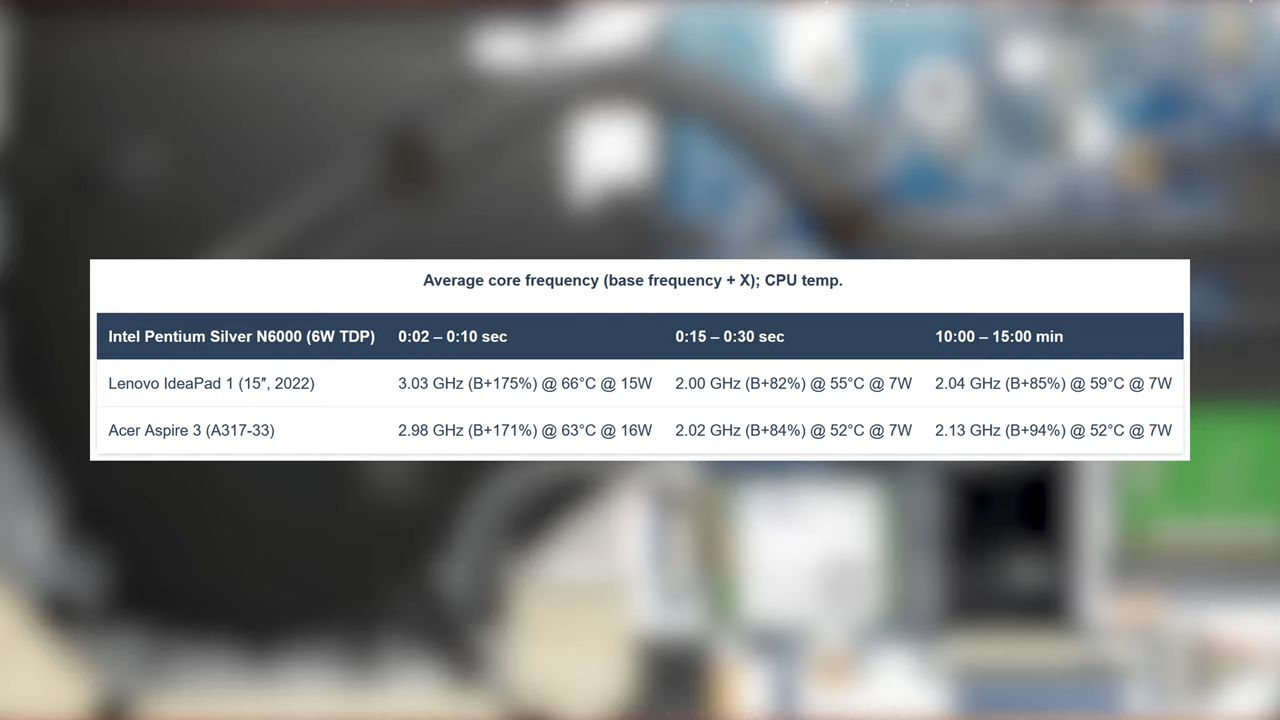 Average core frequency (base frequency + X); CPU temp.
Intel Pentium Silver N6000 (6W TDP) 0:02 – 0:10 sec 0:15 – 0:30 sec 10:00 – 15:00 min
Lenovo IdeaPad 1 (15″, 2022) 3.03 GHz (B+175%) @ 66°C @ 15W 2.00 GHz (B+82%) @ 55°C @ 7W 2.04 GHz (B+85%) @ 59°C @ 7W
Acer Aspire 3 (A317-33) 2.98 GHz (B+171%) @ 63°C @ 16W 2.02 GHz (B+84%) @ 52°C @ 7W 2.13 GHz (B+94%) @ 52°C @ 7W